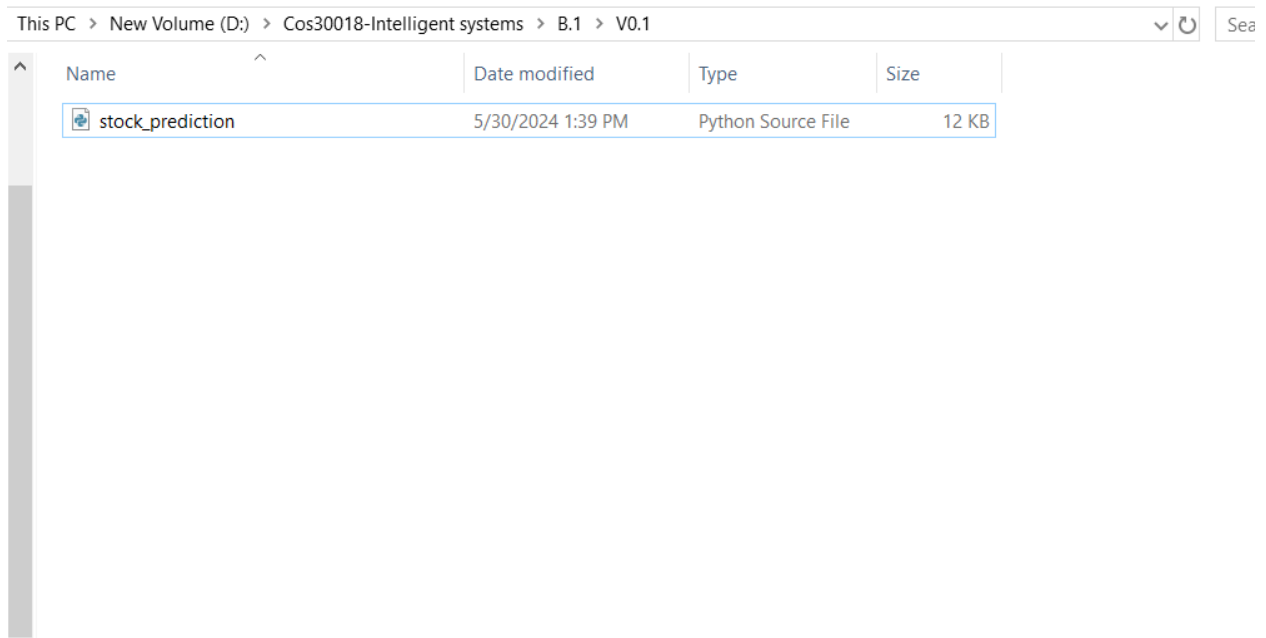 This PC > New Volume (D:) > Cos30018-Intelligent systems > B.1 > V0.1 Sea
Name Date modified Type Size
stock_prediction 5/30/2024 1:39 PM Python Source File 12 KB